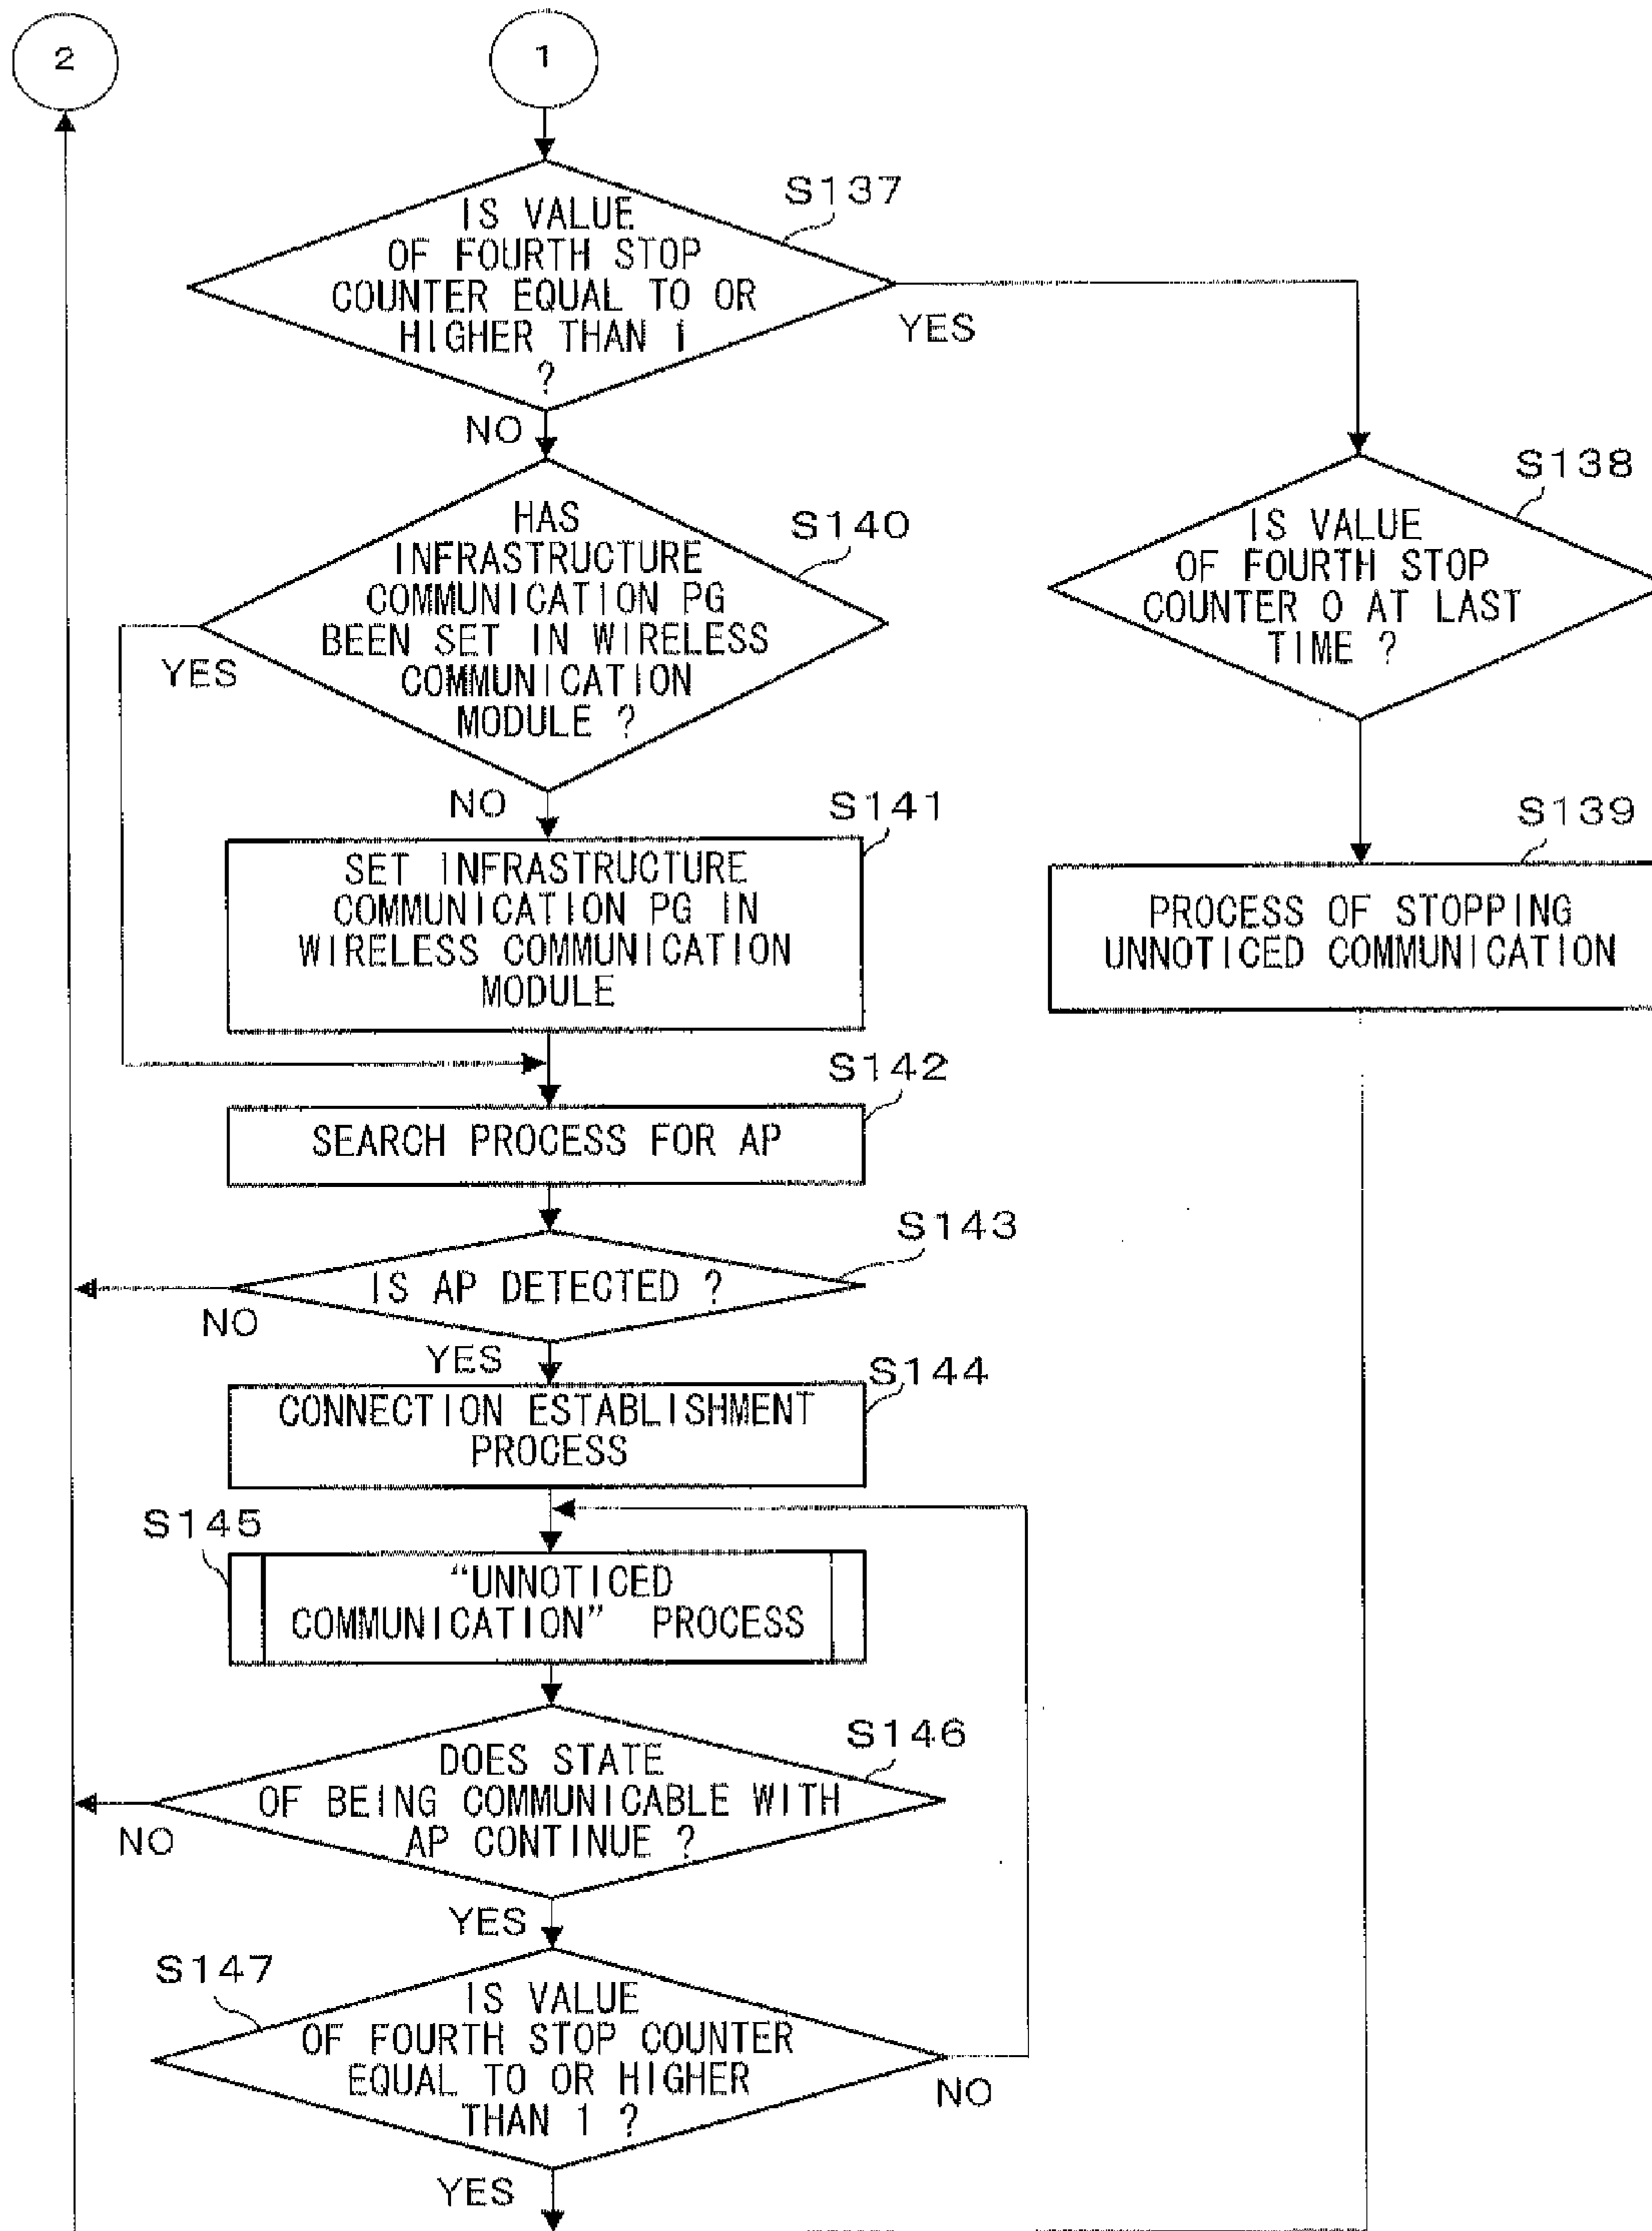 2
1
S137
IS VALUE
OF FOURTH STOP
COUNTER EQUAL TO OR
HIGHER THAN 1
?
YES
NO
S138
IS VALUE
OF FOURTH STOP
COUNTER 0 AT LAST
TIME ?
S140
HAS
INFRASTRUCTURE
COMMUNICATION PG
BEEN SET IN WIRELESS
COMMUNICATION
MODULE ?
YES
NO
S139
PROCESS OF STOPPING
UNNOTICED COMMUNICATION
S141
SET INFRASTRUCTURE
COMMUNICATION PG IN
WIRELESS COMMUNICATION
MODULE
S142
SEARCH PROCESS FOR AP
S143
IS AP DETECTED ?
NO
YES
S144
CONNECTION ESTABLISHMENT
PROCESS
S145
“UNNOTICED
COMMUNICATION” PROCESS
S146
DOES STATE
OF BEING COMMUNICABLE WITH
AP CONTINUE ?
NO
YES
S147
IS VALUE
OF FOURTH STOP COUNTER
EQUAL TO OR HIGHER
THAN 1 ?
NO
YES